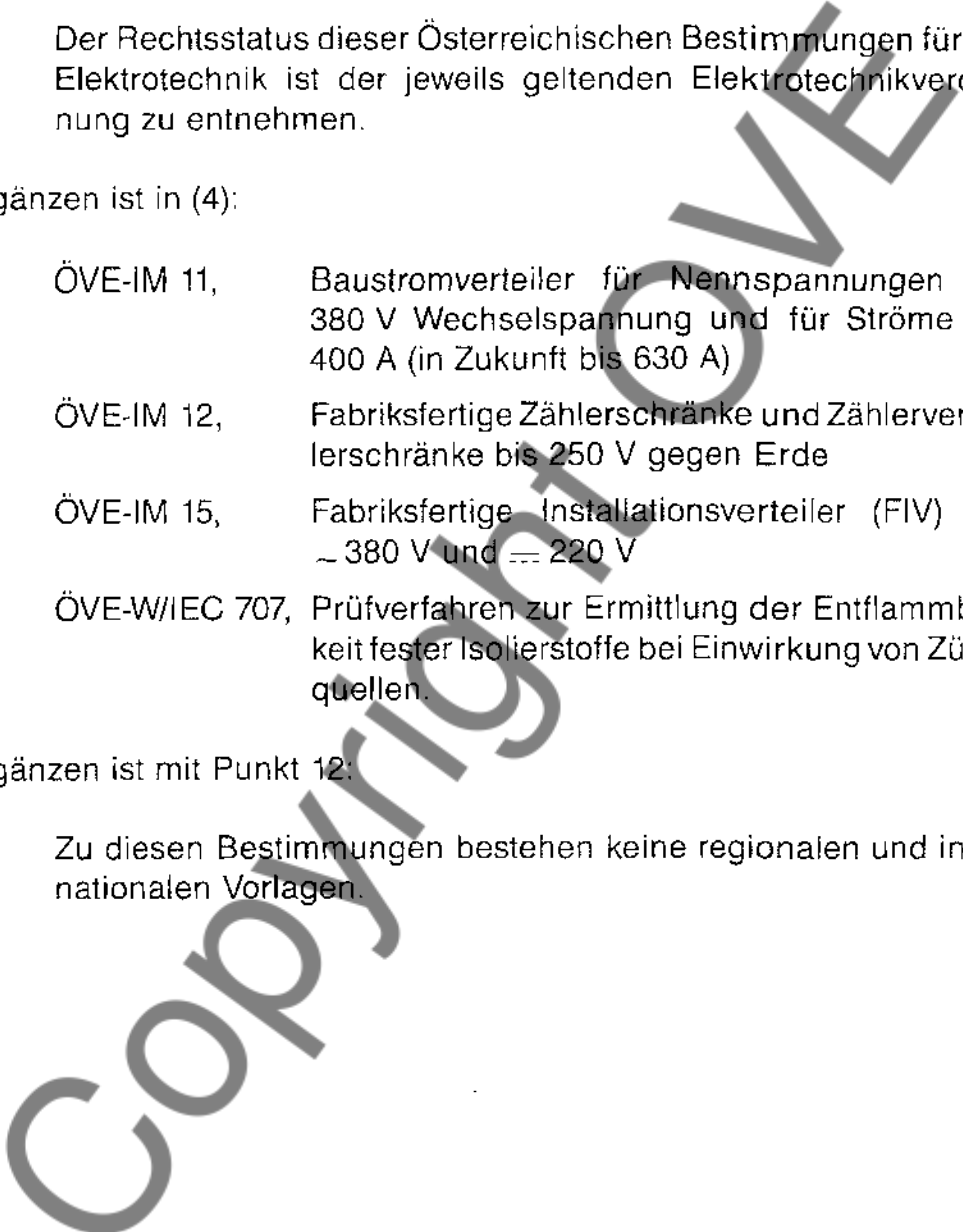 Der Rechtsstatus dieser Österreichischen Bestimmungen für
Elektrotechnik ist der jeweils geltenden Elektrotechnikverd
nung zu entnehmen.
gänzen ist in (4):
ÖVE-IM 11, Baustromverteiler für Nennspannungen
380 V Wechselspannung und für Ströme
400 A (in Zukunft bis 630 A)
ÖVE-IM 12, Fabriksfertige Zählerschränke und Zählerver
lerschränke bis 250 V gegen Erde
ÖVE-IM 15, Fabriksfertige Installationsverteiler (FIV)
~ 380 V und ⎓ 220 V
ÖVE-W/IEC 707, Prüfverfahren zur Ermittlung der Entflammb
keit fester Isolierstoffe bei Einwirkung von Zü
quellen.
gänzen ist mit Punkt 12:
Zu diesen Bestimmungen bestehen keine regionalen und in
nationalen Vorlagen.
Copyright OVE